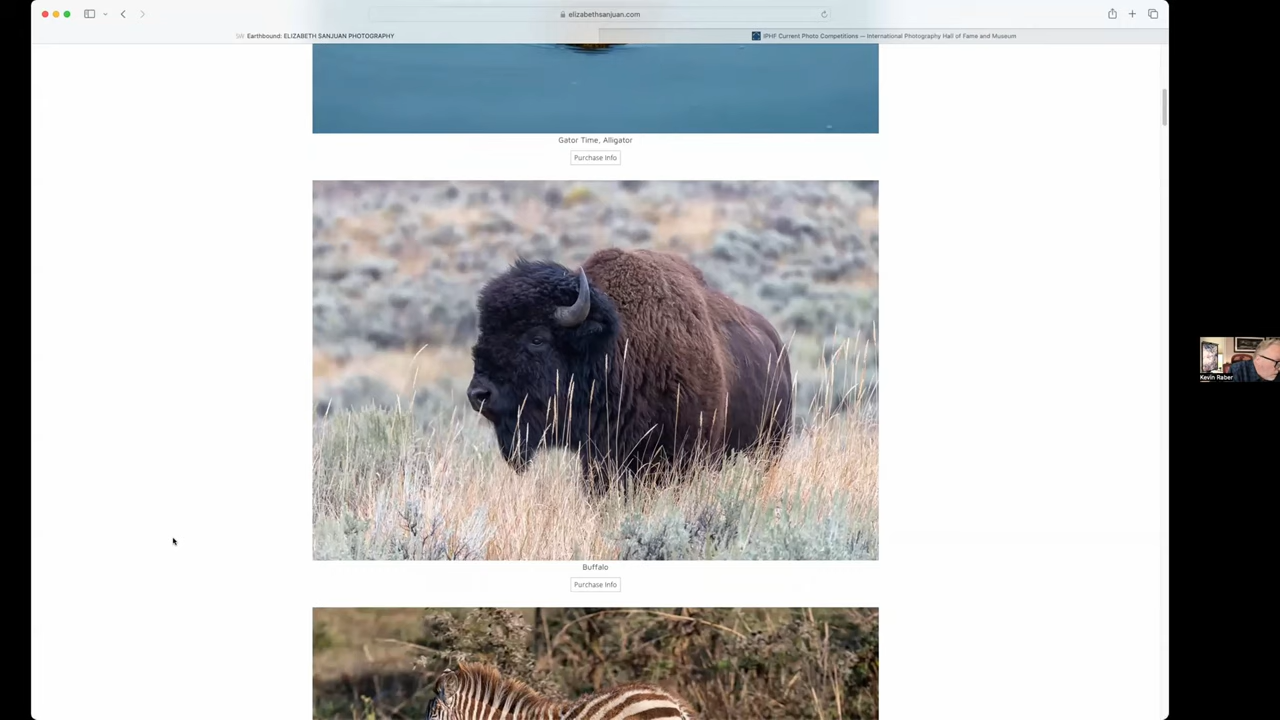 elizabethsanjuan.com
SW Earthbound: ELIZABETH SANJUAN PHOTOGRAPHY
iPHF Current Photo Competitions — International Photography Hall of Fame and Museum
Gator Time, Alligator
Purchase Info
Kevin Raber
Buffalo
Purchase Info